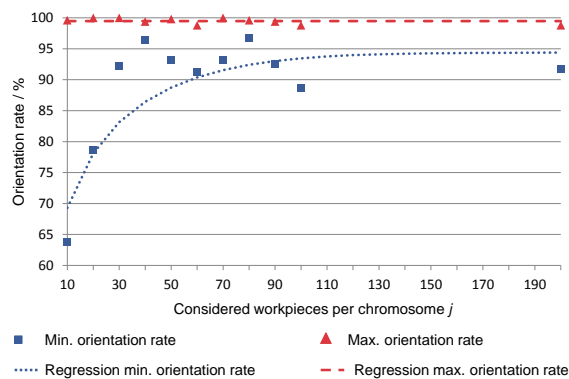 Orientation rate / %
100
95
90
85
80
75
70
65
60
10 30 50 70 90 110 130 150 170 190
Considered workpieces per chromosome j
Min. orientation rate Max. orientation rate
Regression min. orientation rate Regression max. orientation rate